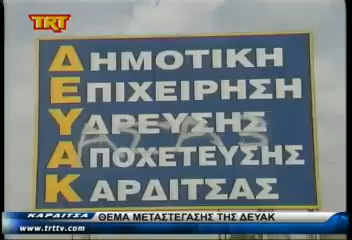 TRT
ΔΗΜΟΤΙΚΗ
ΕΠΙΧΕΙΡΗΣΗ
ΥΔΡΕΥΣΗΣ
ΑΠΟΧΕΤΕΥΣΗΣ
ΚΑΡΔΙΤΣΑΣ
ΚΑΡΔΙΤΣΑ ΘΕΜΑ ΜΕΤΑΣΤΕΓΑΣΗΣ ΤΗΣ ΔΕΥΑΚ
www.trttv.com